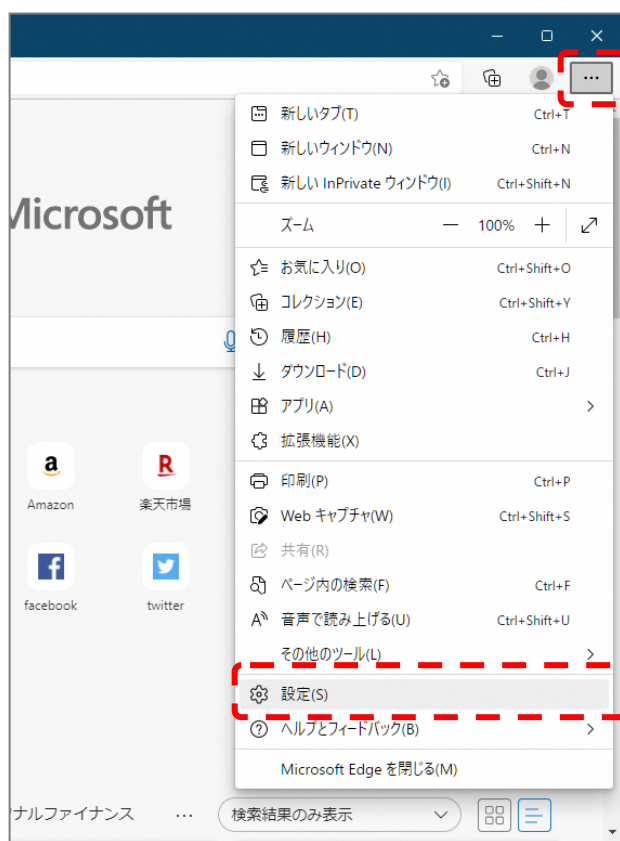 新しいタブ(T) Ctrl+T
新しいウィンドウ(N) Ctrl+N
新しい InPrivate ウィンドウ(I) Ctrl+Shift+N
Microsoft
ズーム 100%
お気に入り(O) Ctrl+Shift+O
コレクション(E) Ctrl+Shift+Y
履歴(H) Ctrl+H
ダウンロード(D) Ctrl+J
アプリ(A)
拡張機能(X)
a
R
Amazon
楽天市場
印刷(P) Ctrl+P
Web キャプチャ(W) Ctrl+Shift+S
共有(R)
ページ内の検索(F) Ctrl+F
facebook
twitter
音声で読み上げる(U) Ctrl+Shift+U
その他のツール(L)
設定(S)
ヘルプとフィードバック(B)
Microsoft Edge を閉じる(M)
ナルファイナンス ... 検索結果のみ表示